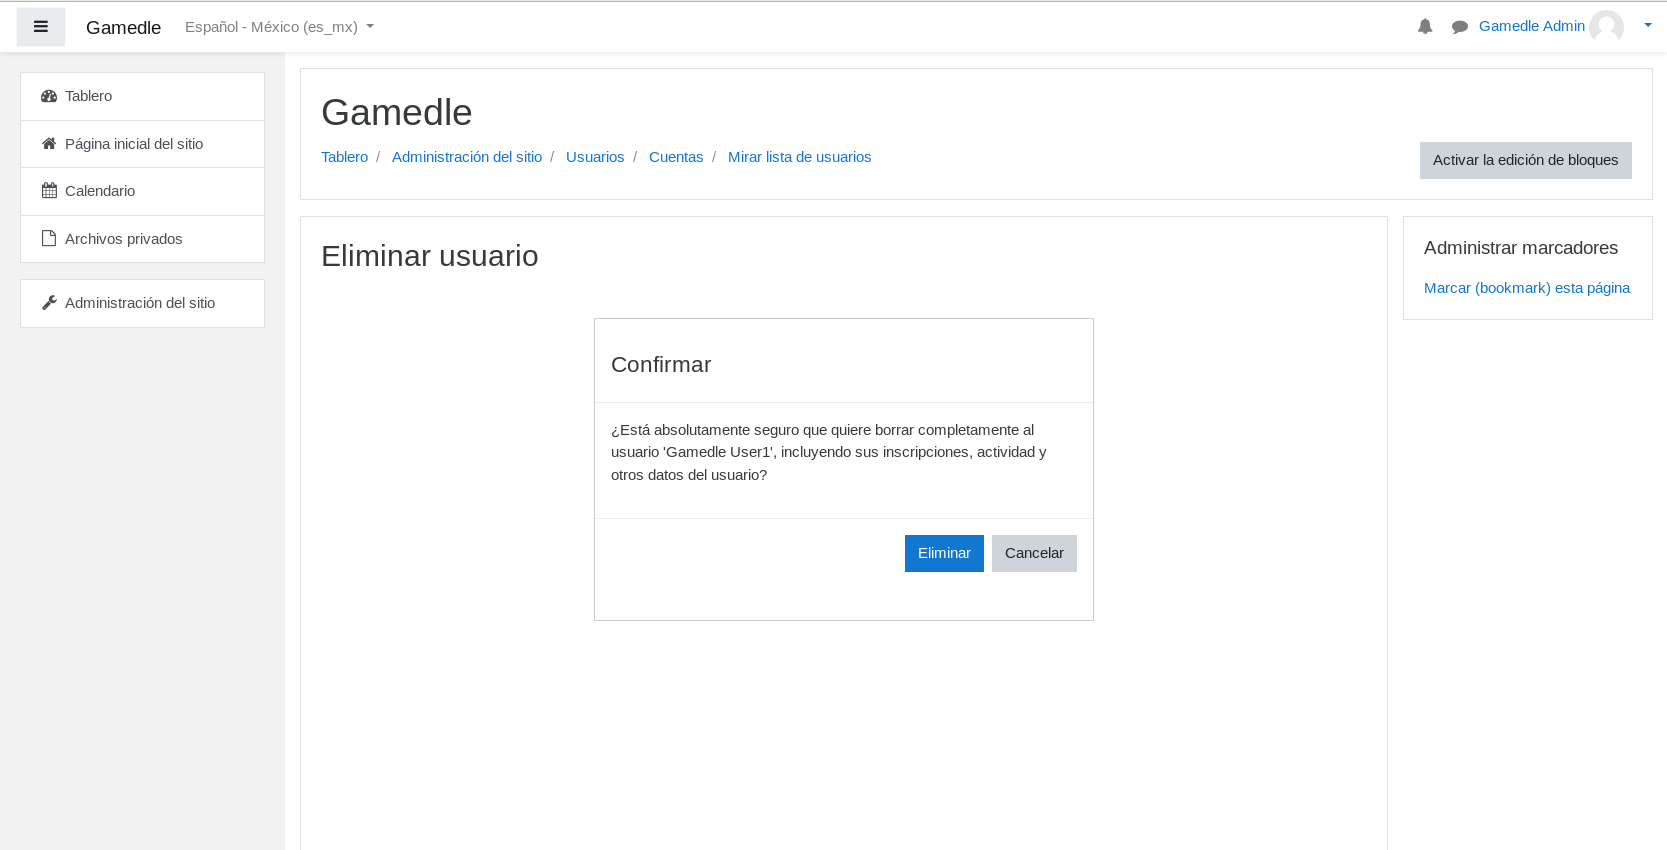 Gamedle
Español - México (es_mx)
Gamedle Admin
Tablero
Página inicial del sitio
Calendario
Archivos privados
Administración del sitio
Gamedle
Tablero / Administración del sitio / Usuarios / Cuentas / Mirar lista de usuarios
Activar la edición de bloques
Eliminar usuario
Confirmar
¿Está absolutamente seguro que quiere borrar completamente al
usuario 'Gamedle User1', incluyendo sus inscripciones, actividad y
otros datos del usuario?
Eliminar
Cancelar
Administrar marcadores
Marcar (bookmark) esta página